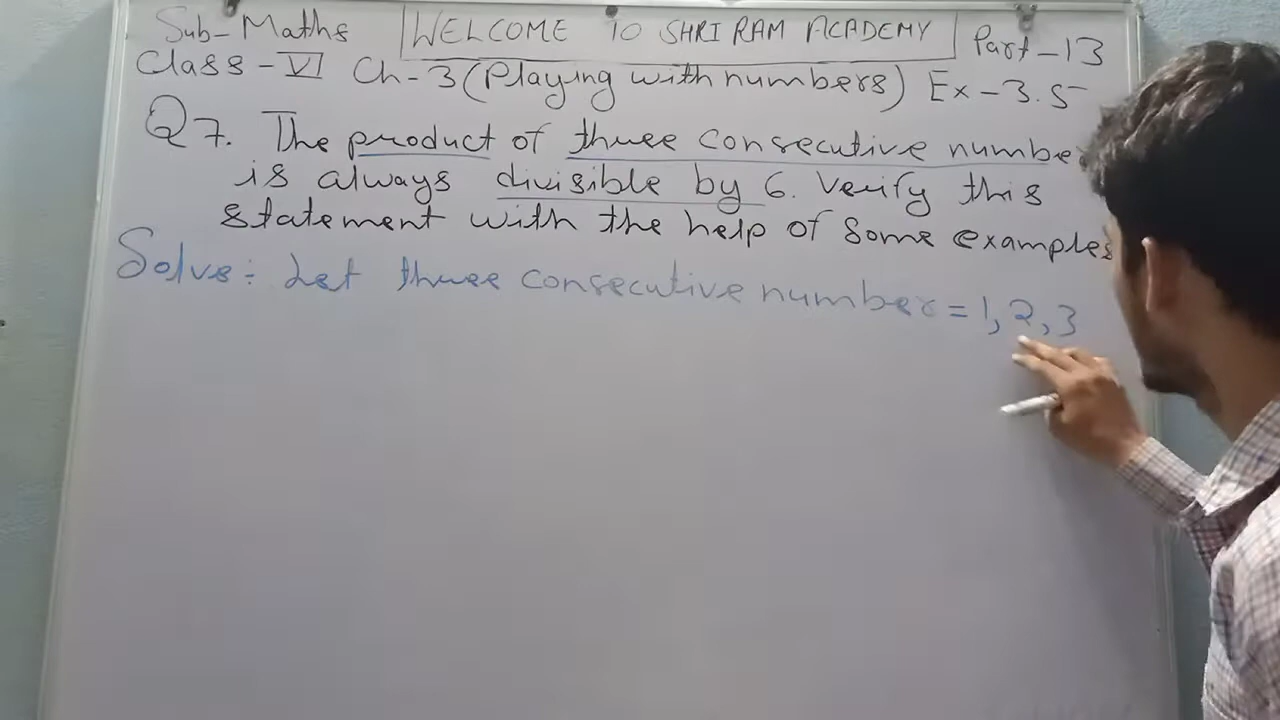 Sub-Maths WELCOME TO SHRI RAM ACADEMY Part-13
Class-VI Ch-3(Playing with numbers) Ex-3.5
Q7. The product of three consecutive number
is always divisible by 6. Verify this
statement with the help of some examples
Solve:- Let three consecutive number = 1, 2, 3